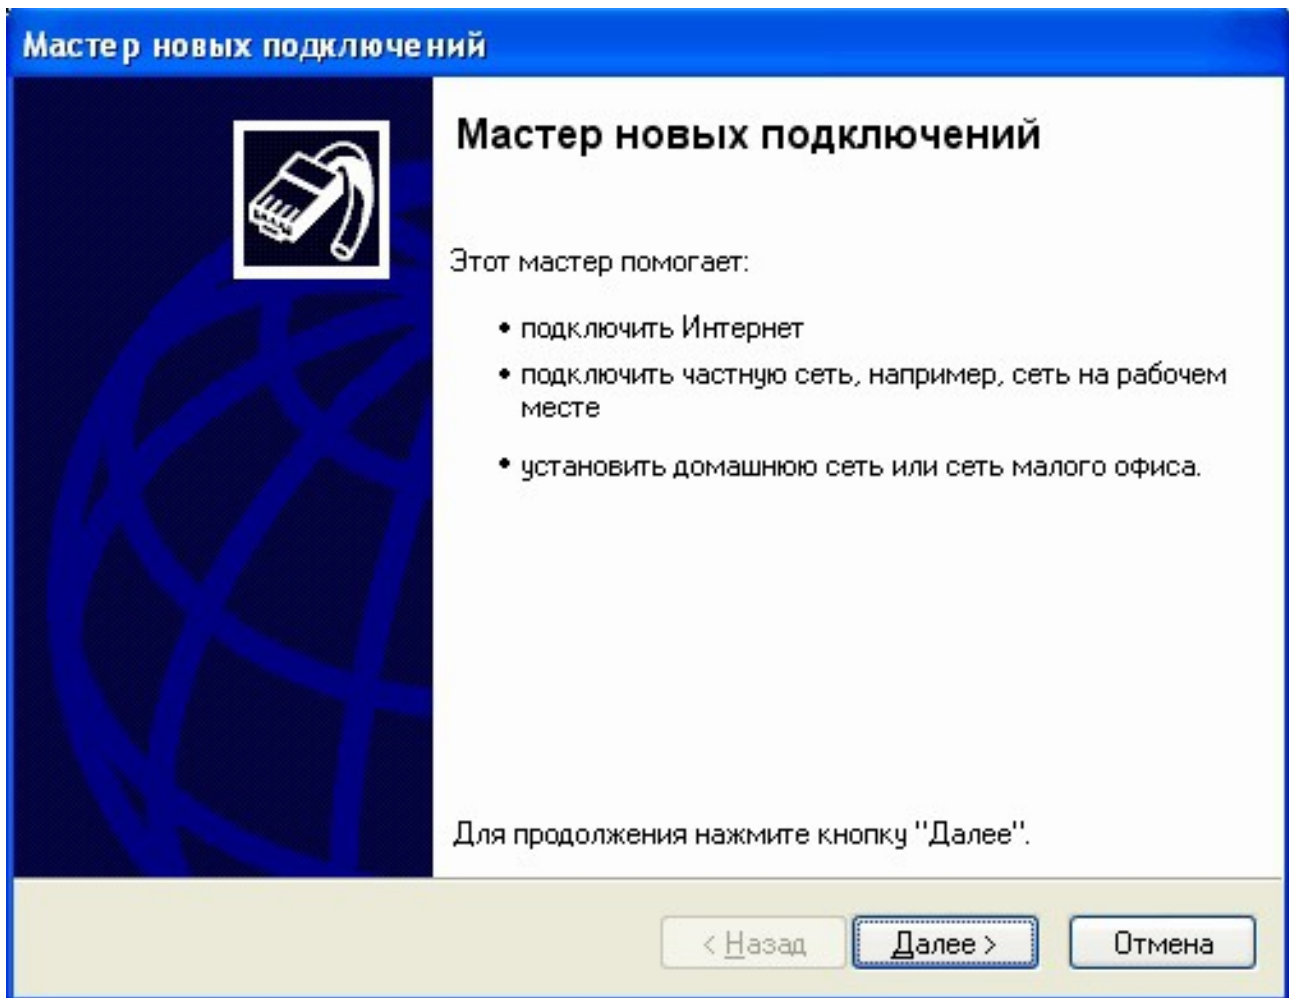 Мастер новых подключений
Мастер новых подключений
Этот мастер помогает:
• подключить Интернет
• подключить частную сеть, например, сеть на рабочем
месте
• установить домашнюю сеть или сеть малого офиса.
Для продолжения нажмите кнопку "Далее".
< Назад
Далее >
Отмена